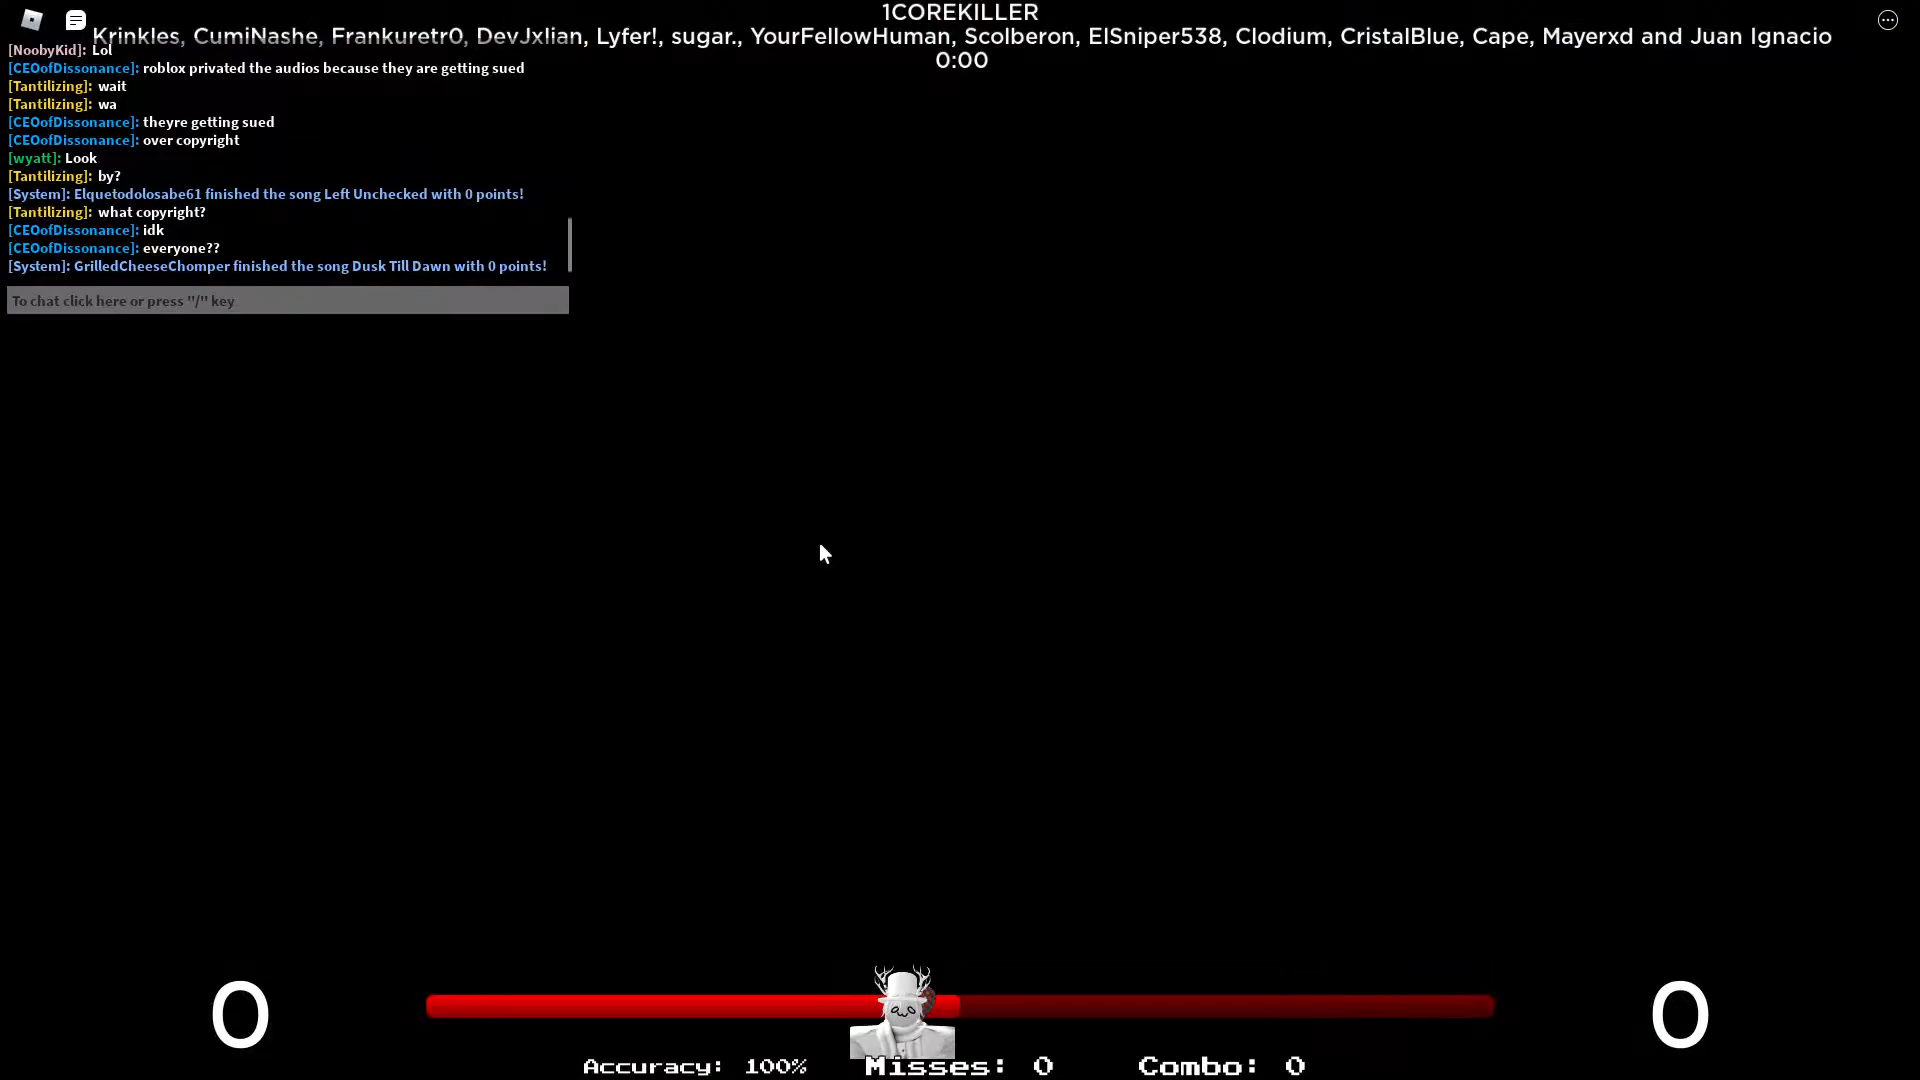 1COREKILLER
Krinkles, CumiNashe, Frankuretr0, DevJxlian, Lyfer!, sugar., YourFellowHuman, Scolberon, ElSniper538, Clodium, CristalBlue, Cape, Mayerxd and Juan Ignacio
0:00
[NoobyKid]: Lol
[CEOofDissonance]: roblox privated the audios because they are getting sued
[Tantilizing]: wait
[Tantilizing]: wa
[CEOofDissonance]: theyre getting sued
[CEOofDissonance]: over copyright
[wyatt]: Look
[Tantilizing]: by?
[System]: Elquetodolosabe61 finished the song Left Unchecked with 0 points!
[Tantilizing]: what copyright?
[CEOofDissonance]: idk
[CEOofDissonance]: everyone??
[System]: GrilledCheeseChomper finished the song Dusk Till Dawn with 0 points!
To chat click here or press "/" key
0 0
Accuracy: 100% Misses: 0 Combo: 0